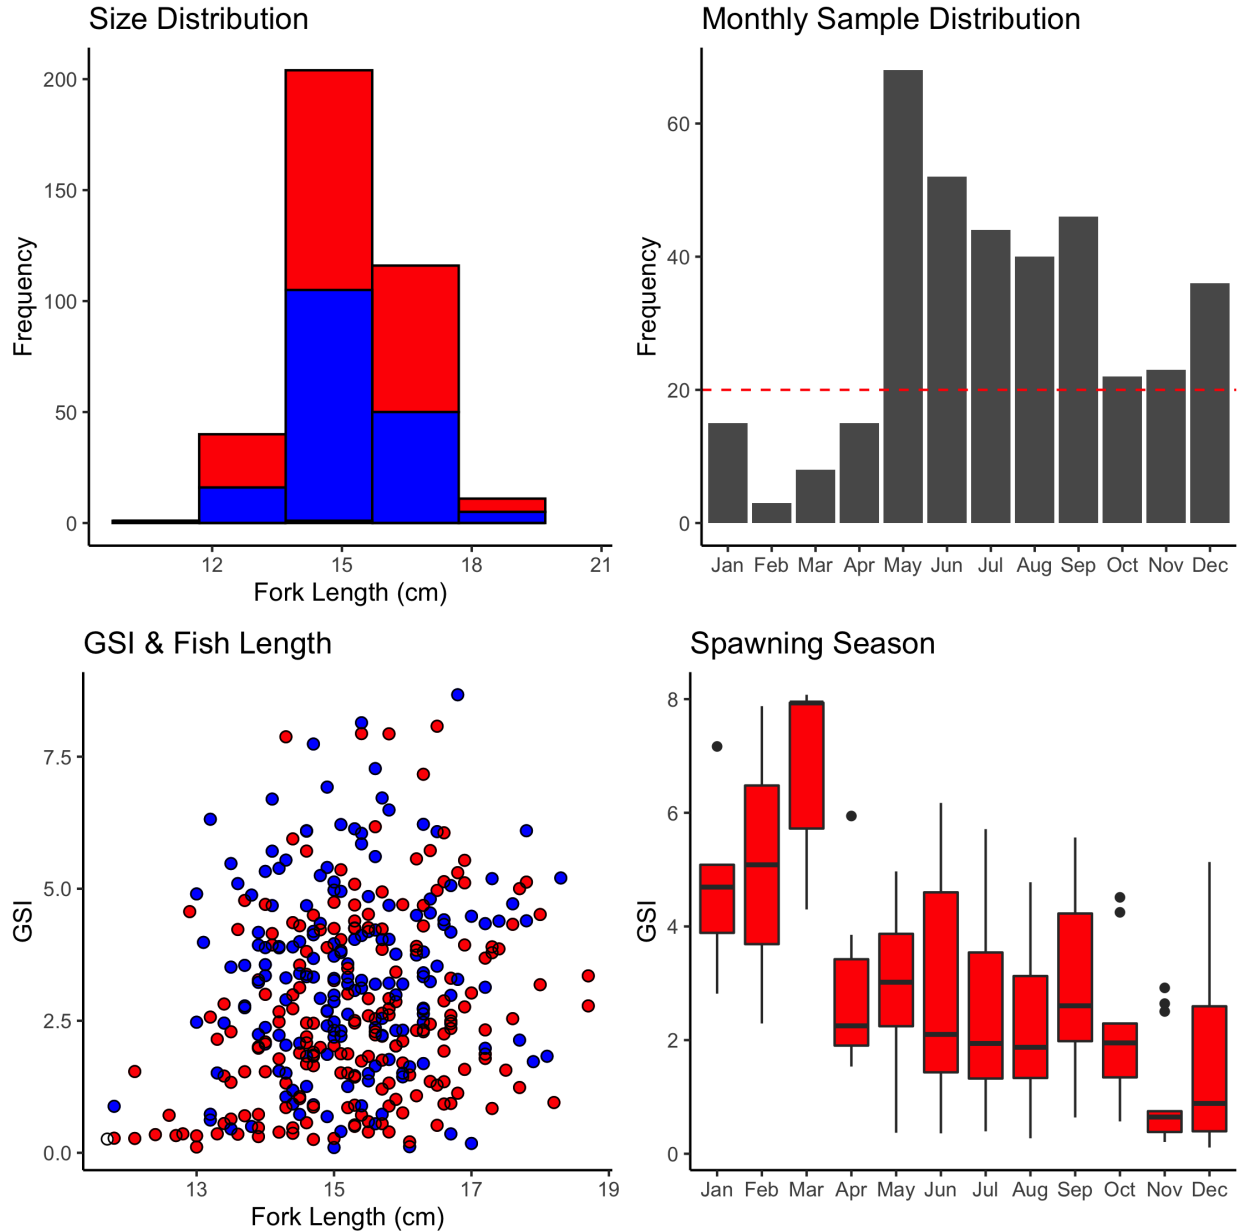 Size Distribution
200
150
100
50
0
Frequency
12 15 18 21
Fork Length (cm)
Monthly Sample Distribution
60
40
20
0
Frequency
Jan Feb Mar Apr May Jun Jul Aug Sep Oct Nov Dec
GSI & Fish Length
7.5
5.0
2.5
0.0
GSI
13 15 17 19
Fork Length (cm)
Spawning Season
8
6
4
2
0
GSI
Jan Feb Mar Apr May Jun Jul Aug Sep Oct Nov Dec